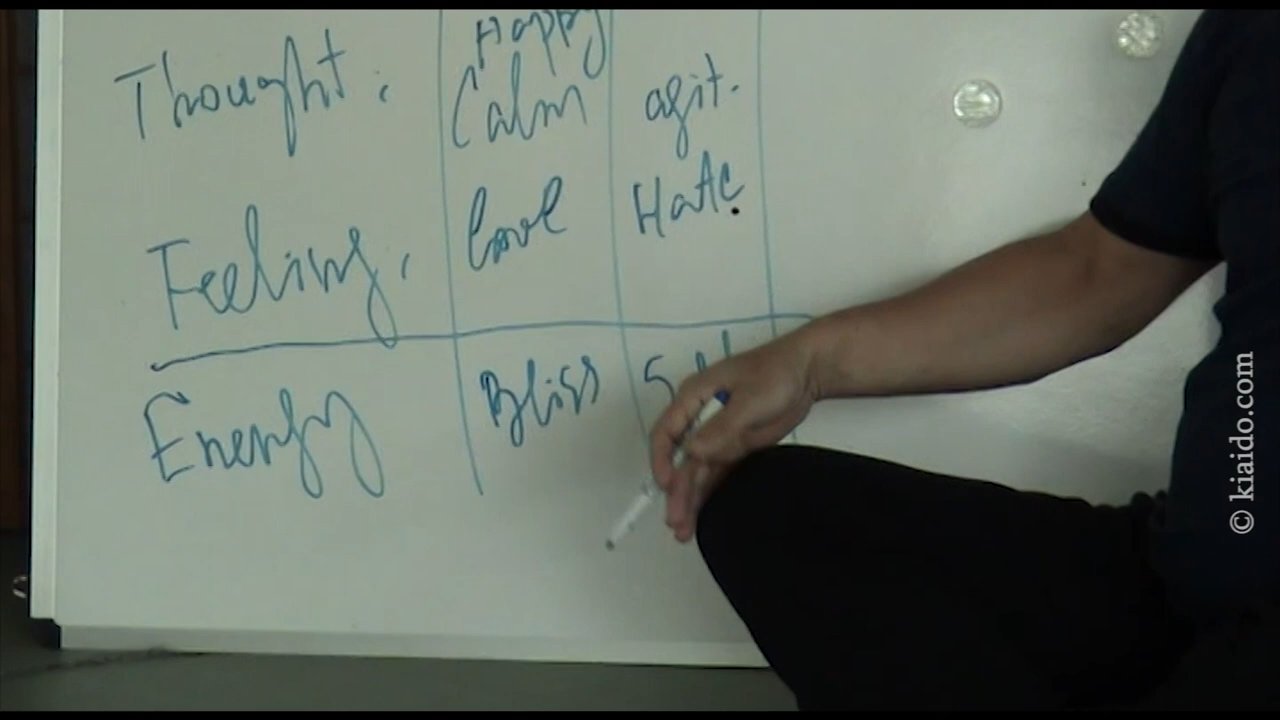 Happy
Thought: Calm agit.
Feeling, love Hate
Energy Bliss
© kiaido.com